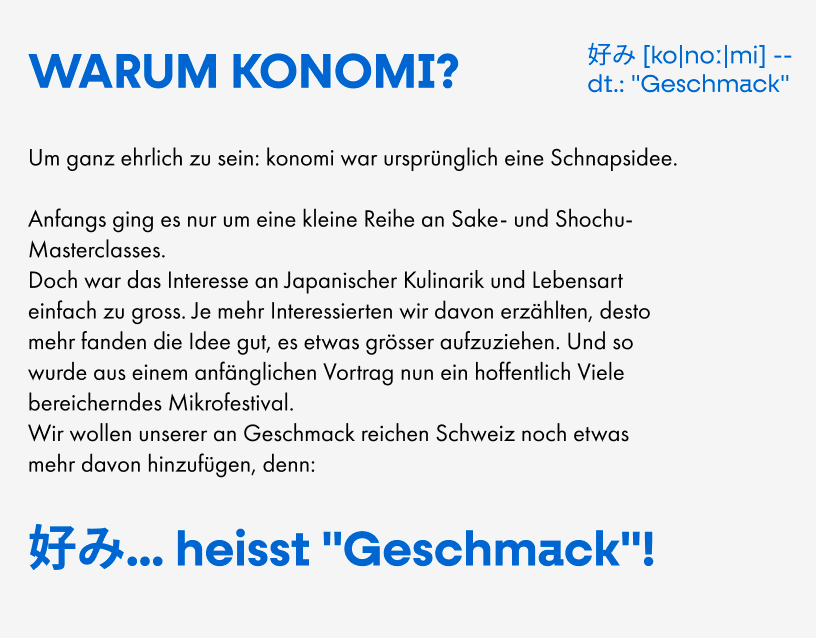 WARUM KONOMI?
好み [ko|no:|mi] --
dt.: "Geschmack"
Um ganz ehrlich zu sein: konomi war ursprünglich eine Schnapsidee.
Anfangs ging es nur um eine kleine Reihe an Sake- und Shochu-
Masterclasses.
Doch war das Interesse an Japanischer Kulinarik und Lebensart
einfach zu gross. Je mehr Interessierten wir davon erzählten, desto
mehr fanden die Idee gut, es etwas grösser aufzuziehen. Und so
wurde aus einem anfänglichen Vortrag nun ein hoffentlich Viele
bereicherndes Mikrofestival.
Wir wollen unserer an Geschmack reichen Schweiz noch etwas
mehr davon hinzufügen, denn:
好み... heisst "Geschmack"!